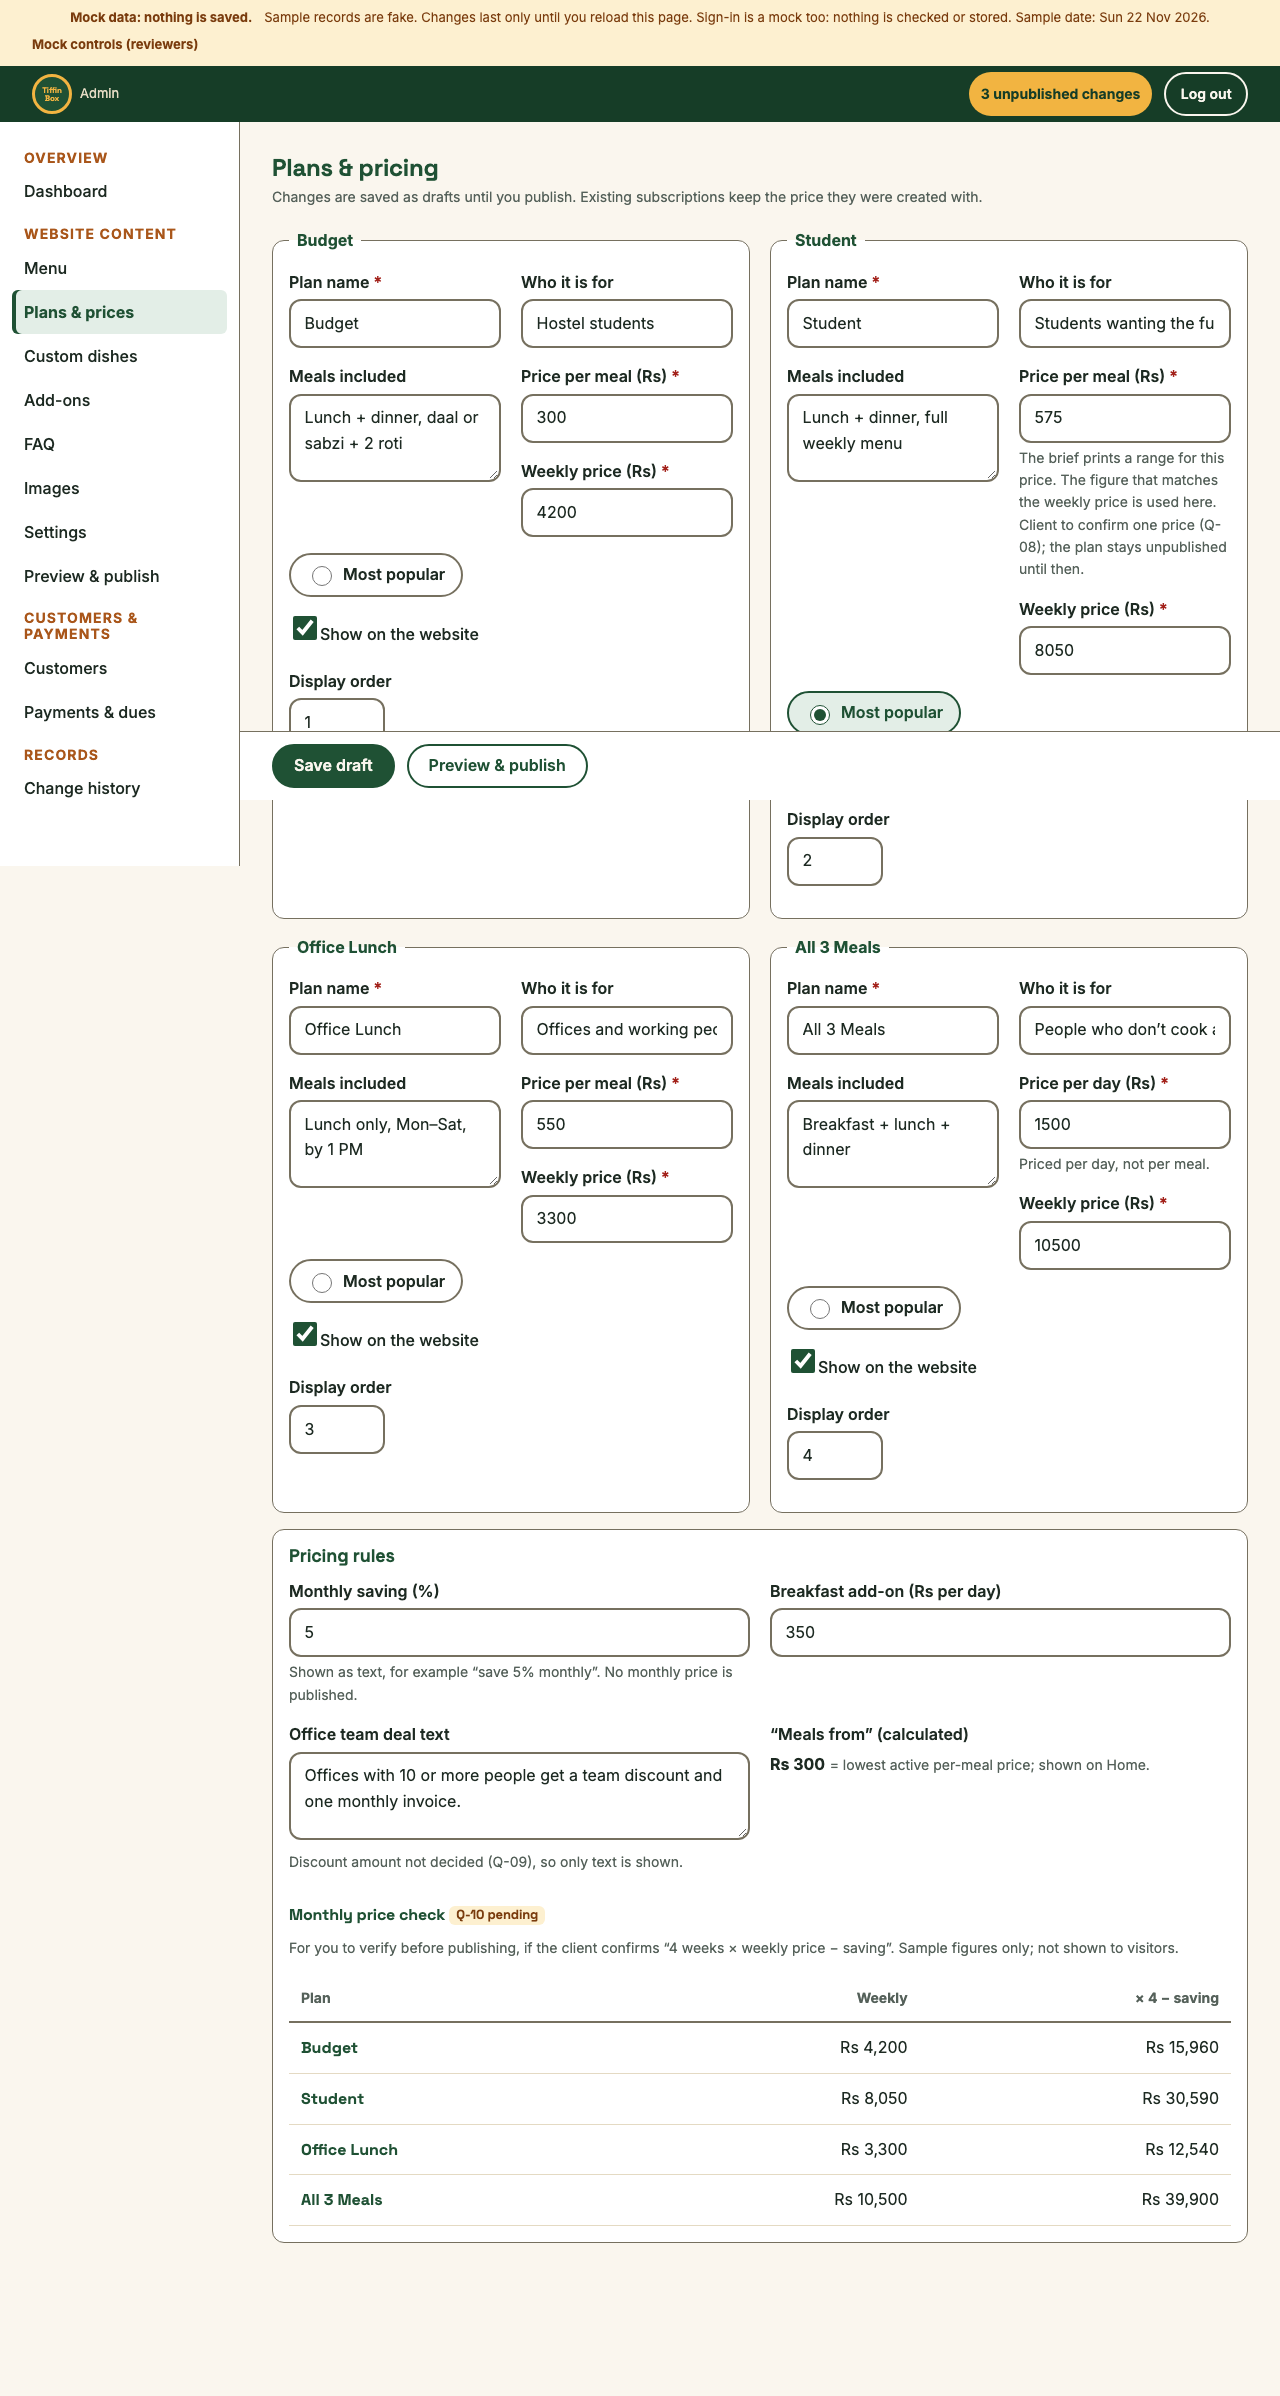 Mock data: nothing is saved. Sample records are fake. Changes last only until you reload this page. Sign-in is a mock too: nothing is checked or stored. Sample date: Sun 22 Nov 2026.
Mock controls (reviewers)
Tiffin
Box
Admin
3 unpublished changes
Log out
OVERVIEW
Dashboard
WEBSITE CONTENT
Menu
Plans & prices
Custom dishes
Add-ons
FAQ
Images
Settings
Preview & publish
CUSTOMERS &
PAYMENTS
Customers
Payments & dues
RECORDS
Change history
Plans & pricing
Changes are saved as drafts until you publish. Existing subscriptions keep the price they were created with.
Budget
Plan name *
Who it is for
Budget
Hostel students
Meals included
Price per meal (Rs) *
Lunch + dinner, daal or
sabzi + 2 roti
300
Weekly price (Rs) *
4200
Most popular
Show on the website
Display order
1
Student
Plan name *
Who it is for
Student
Students wanting the fu
Meals included
Price per meal (Rs) *
Lunch + dinner, full
weekly menu
575
The brief prints a range for this
price. The figure that matches
the weekly price is used here.
Client to confirm one price (Q-
08); the plan stays unpublished
until then.
Weekly price (Rs) *
8050
Most popular
Save draft
Preview & publish
Display order
2
Office Lunch
Plan name *
Who it is for
Office Lunch
Offices and working pec
Meals included
Price per meal (Rs) *
Lunch only, Mon–Sat,
by 1 PM
550
Weekly price (Rs) *
3300
Most popular
Show on the website
Display order
3
All 3 Meals
Plan name *
Who it is for
All 3 Meals
People who don’t cook a
Meals included
Price per day (Rs) *
Breakfast + lunch +
dinner
1500
Priced per day, not per meal.
Weekly price (Rs) *
10500
Most popular
Show on the website
Display order
4
Pricing rules
Monthly saving (%)
Breakfast add-on (Rs per day)
5
350
Shown as text, for example “save 5% monthly”. No monthly price is
published.
Office team deal text
“Meals from” (calculated)
Offices with 10 or more people get a team discount and
one monthly invoice.
Rs 300 = lowest active per-meal price; shown on Home.
Discount amount not decided (Q-09), so only text is shown.
Monthly price check Q-10 pending
For you to verify before publishing, if the client confirms “4 weeks × weekly price − saving”. Sample figures only; not shown to visitors.
Plan Weekly × 4 − saving
Budget Rs 4,200 Rs 15,960
Student Rs 8,050 Rs 30,590
Office Lunch Rs 3,300 Rs 12,540
All 3 Meals Rs 10,500 Rs 39,900